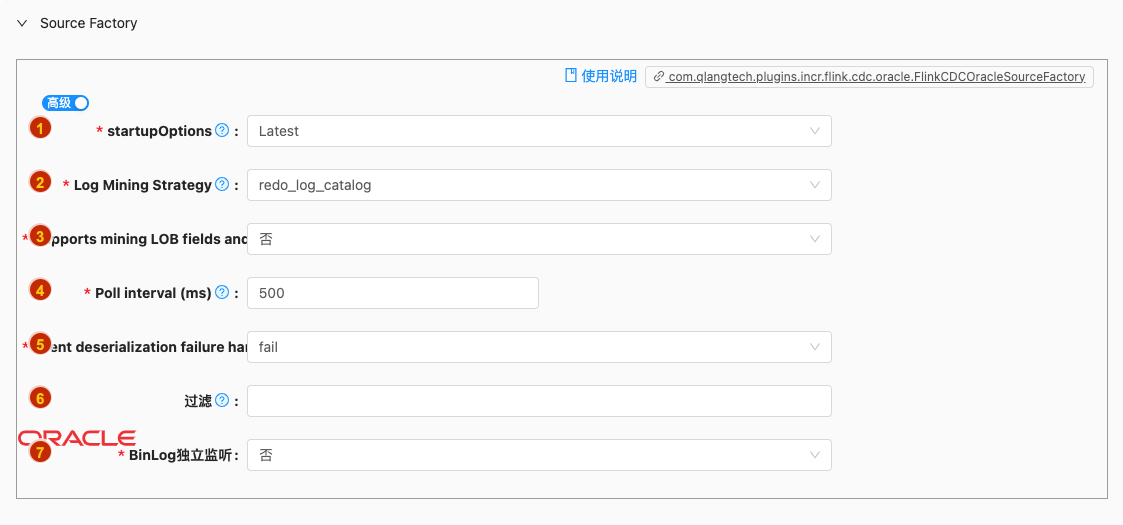 Source Factory
使用说明 com.qlangtech.plugins.incr.flink.cdc.oracle.FlinkCDCOracleSourceFactory
高级
1 * startupOptions ? : Latest
2 * Log Mining Strategy ? : redo_log_catalog
3 * pports mining LOB fields and 否
4 * Poll interval (ms) ? : 500
5 * ent deserialization failure har fail
6 过滤 ? :
ORACLE
7 * BinLog独立监听 : 否